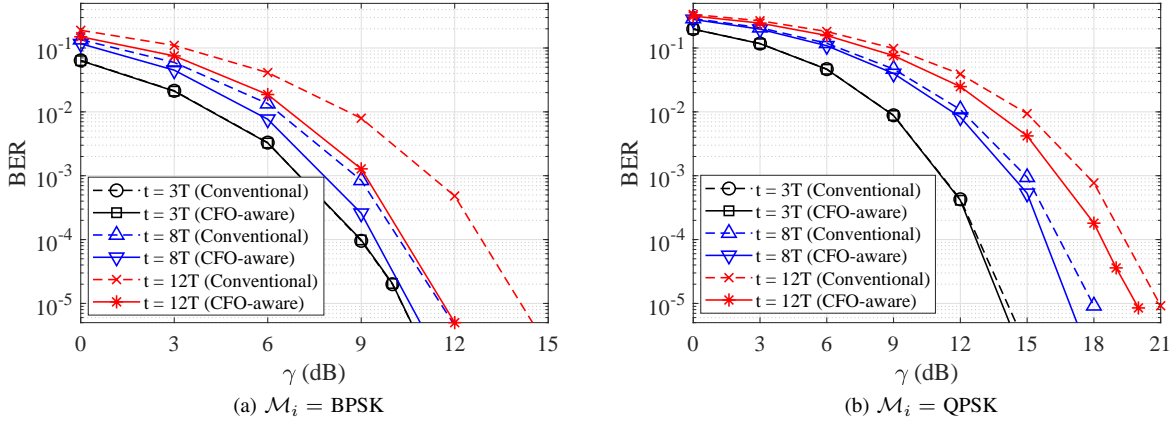 10^{-1}
10^{-2}
10^{-3}
10^{-4}
10^{-5}
BER
t = 3T (Conventional)
t = 3T (CFO-aware)
t = 8T (Conventional)
t = 8T (CFO-aware)
t = 12T (Conventional)
t = 12T (CFO-aware)
0 3 6 9 12 15
γ (dB)
(a) ℳ_i = BPSK
10^{-1}
10^{-2}
10^{-3}
10^{-4}
10^{-5}
BER
t = 3T (Conventional)
t = 3T (CFO-aware)
t = 8T (Conventional)
t = 8T (CFO-aware)
t = 12T (Conventional)
t = 12T (CFO-aware)
0 3 6 9 12 15 18 21
γ (dB)
(b) ℳ_i = QPSK